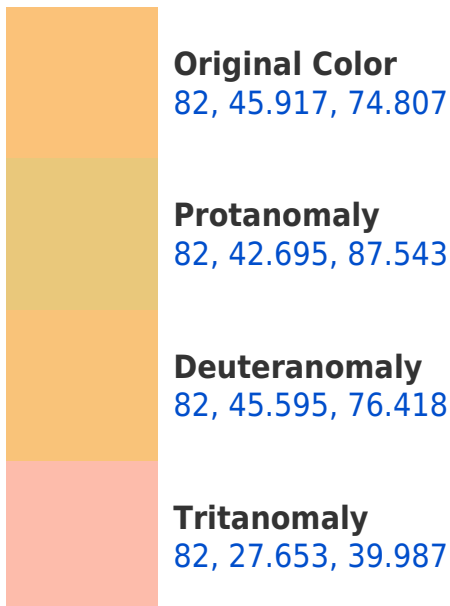 Original Color
82, 45.917, 74.807
Protanomaly
82, 42.695, 87.543
Deuteranomaly
82, 45.595, 76.418
Tritanomaly
82, 27.653, 39.987